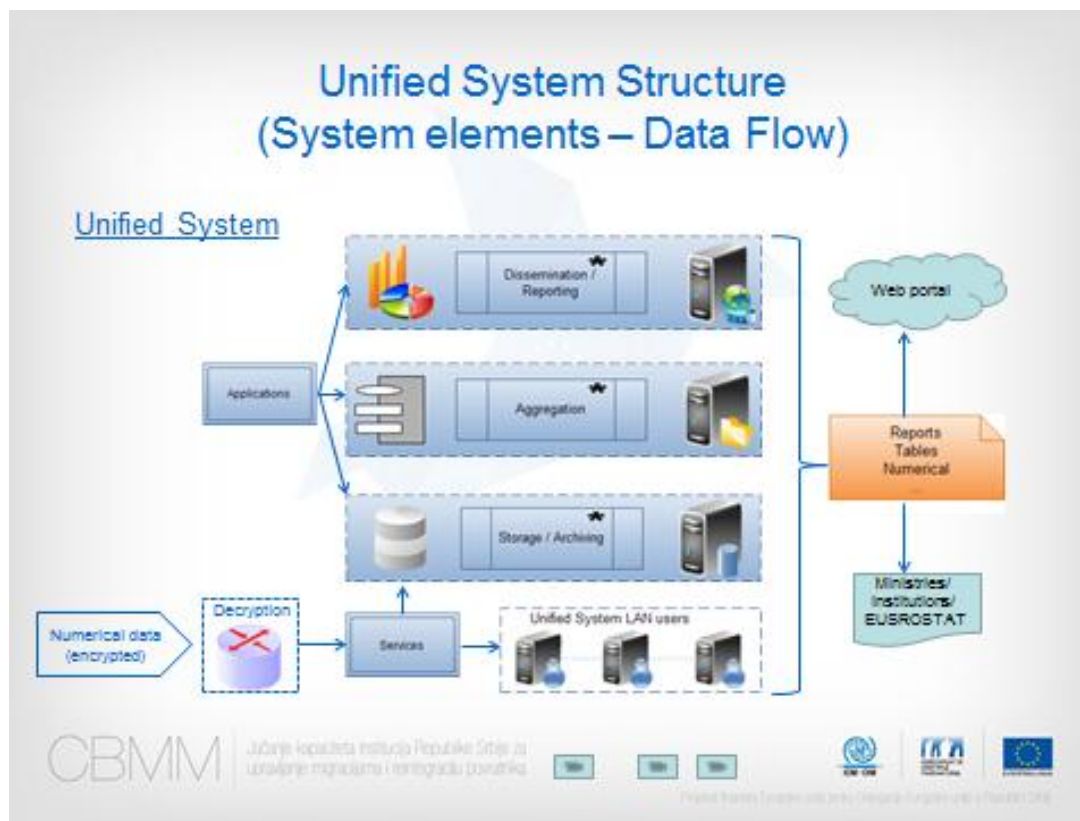 Unified System Structure
(System elements – Data Flow)
Unified System
Dissemination /
Reporting
Web portal
Applications
Aggregation
Reports
Tables
Numerical
...
Storage / Archiving
Ministries/
Institutions/
EUSROSTAT
Decryption
Numerical data
(encrypted)
Services
Unified System LAN users
CBMM
Jačanje kapaciteta institucija Republike Srbije za
upravljanje migracijama i reintegraciju povratnika